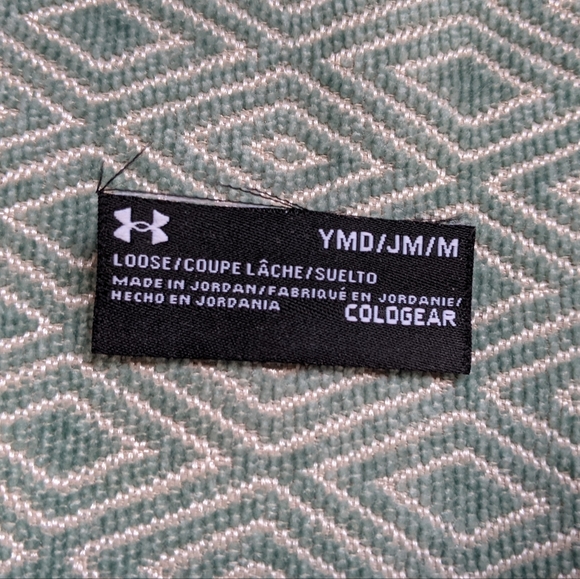 YMD/JM/M
LOOSE/COUPE LÂCHE/SUELTO
MADE IN JORDAN/FABRIQUÉ EN JORDANIE/
HECHO EN JORDANIA
COLDGEAR